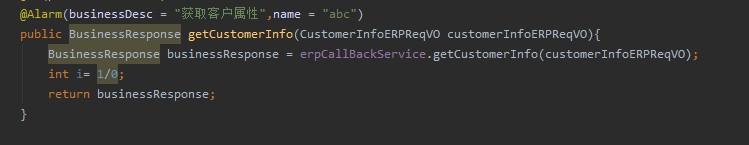 @Alarm(businessDesc = "获取客户属性",name = "abc")
public BusinessResponse getCustomerInfo(CustomerInfoERPReqVO customerInfoERPReqVO){
BusinessResponse businessResponse = erpCallBackService.getCustomerInfo(customerInfoERPReqVO);
int i= 1/0;
return businessResponse;
}